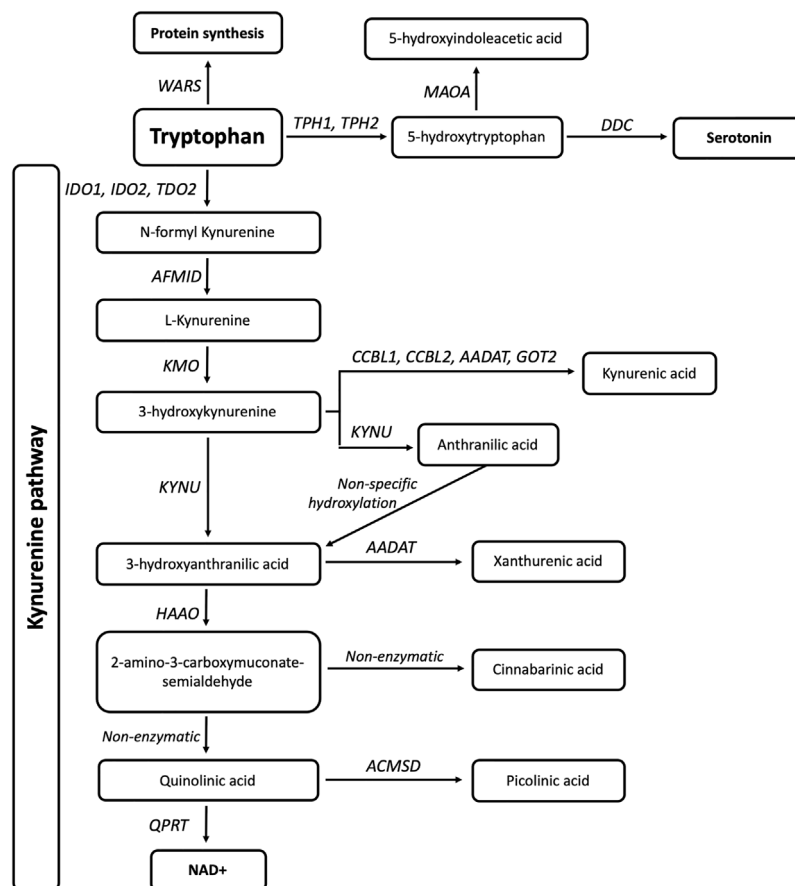 Protein synthesis
5-hydroxyindoleacetic acid
WARS
MAOA
Tryptophan
TPH1, TPH2
5-hydroxytryptophan
DDC
Serotonin
Kynurenine pathway
IDO1, IDO2, TDO2
N-formyl Kynurenine
AFMID
L-Kynurenine
KMO
CCBL1, CCBL2, AADAT, GOT2
Kynurenic acid
3-hydroxykynurenine
KYNU
Anthranilic acid
KYNU
Non-specific
hydroxylation
3-hydroxyanthranilic acid
AADAT
Xanthurenic acid
HAAO
2-amino-3-carboxymuconate-
semialdehyde
Non-enzymatic
Cinnabarinic acid
Non-enzymatic
Quinolinic acid
ACMSD
Picolinic acid
QPRT
NAD+